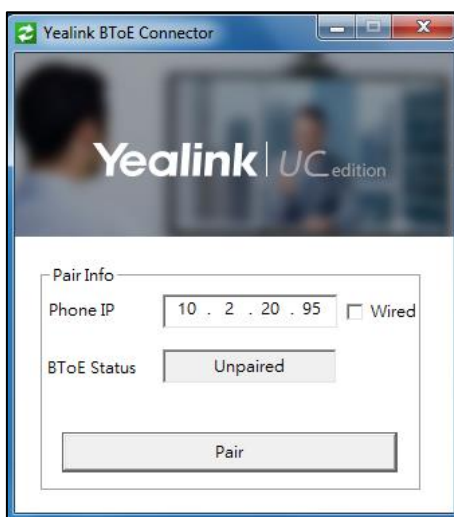 Yealink BToE Connector
Yealink | UC edition
Pair Info
Phone IP 10 . 2 . 20 . 95 Wired
BToE Status Unpaired
Pair